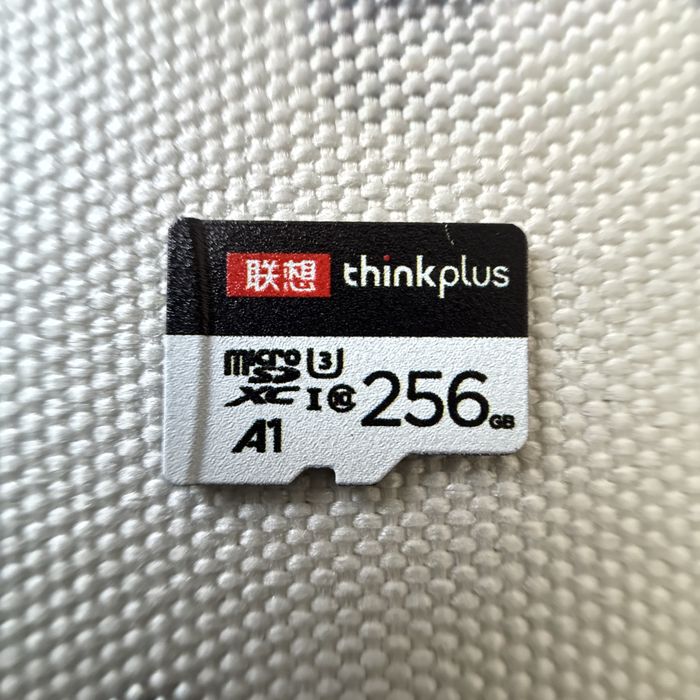 联想 thinkplus
micro SD XC U3 I 10 256GB
A1